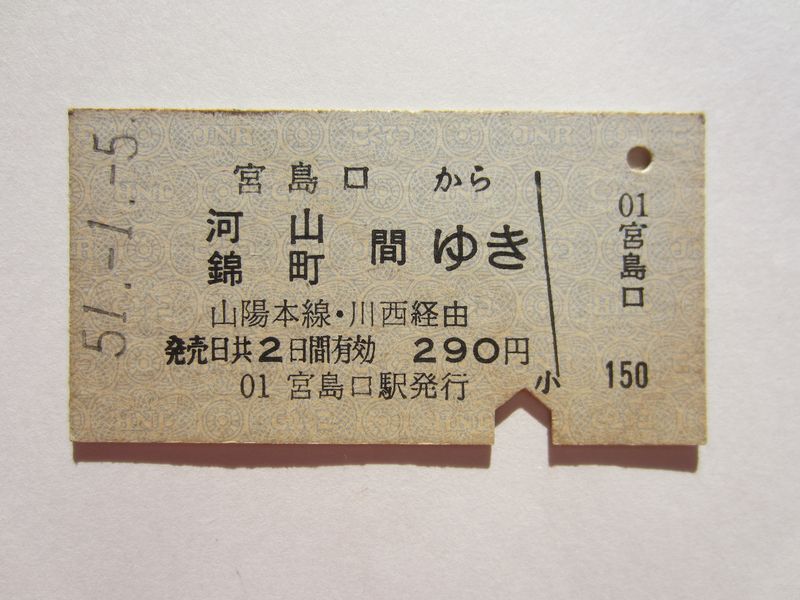 51.-1.-5.
宮島口 から
河山
錦町 間 ゆき
山陽本線・川西経由
発売日共2日間有効 290円
01 宮島口駅発行
小 150
01 宮島口